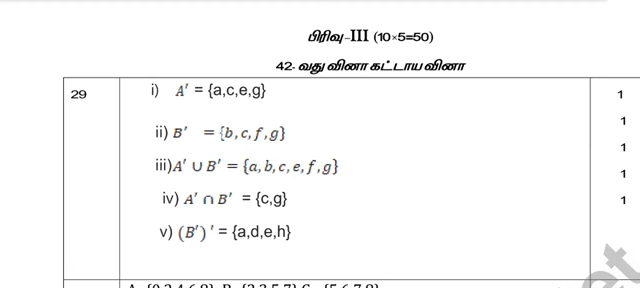 பிரிவு-III (10×5=50)
42- வது வினா கட்டாய வினா
29 i) A′ = {a,c,e,g} 1
ii) B′ = {b,c,f,g} 1
iii)A′ ∪ B′ = {a,b,c,e,f,g} 1
iv) A′ ∩ B′ = {c,g} 1
v) (B′) ′ = {a,d,e,h} 1